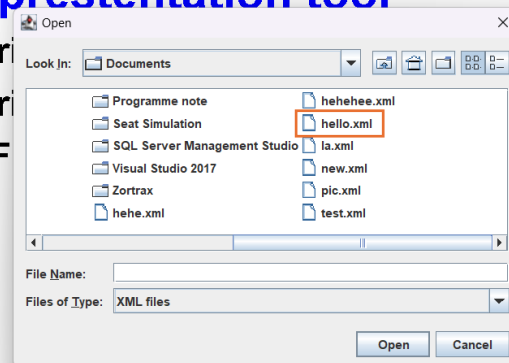 presentation tool
Open
Look In: Documents
Programme note
Seat Simulation
SQL Server Management Studio
Visual Studio 2017
Zortrax
hehe.xml
hehehee.xml
hello.xml
la.xml
new.xml
pic.xml
test.xml
File Name:
Files of Type: XML files
Open Cancel